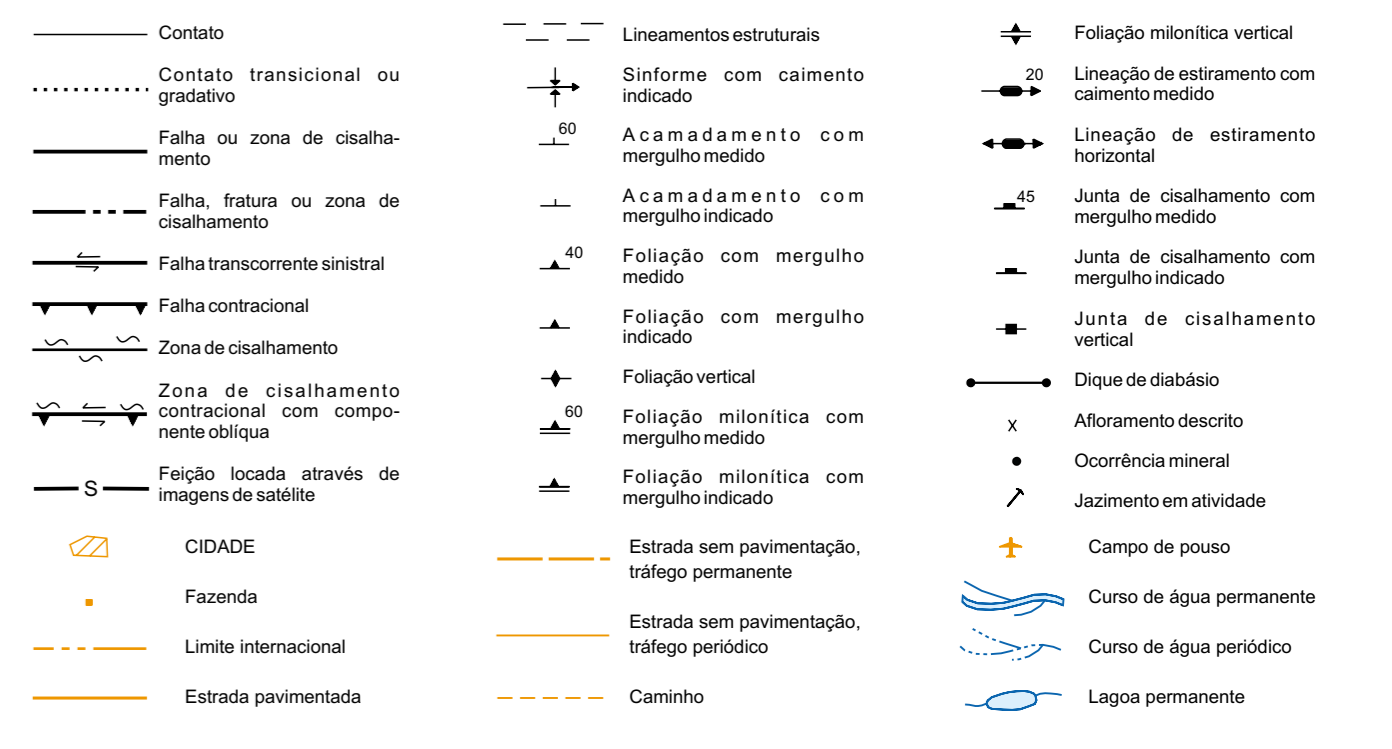 Contato
Contato transicional ou
gradativo
Falha ou zona de cisalha-
mento
Falha, fratura ou zona de
cisalhamento
Falha transcorrente sinistral
Falha contracional
Zona de cisalhamento
Zona de cisalhamento
contracional com compo-
nente oblíqua
S
Feição locada através de
imagens de satélite
CIDADE
Fazenda
Limite internacional
Estrada pavimentada
Lineamentos estruturais
Sinforme com caimento
indicado
60
Acamadamento com
mergulho medido
Acamadamento com
mergulho indicado
40
Foliação com mergulho
medido
Foliação com mergulho
indicado
Foliação vertical
60
Foliação milonítica com
mergulho medido
Foliação milonítica com
mergulho indicado
Estrada sem pavimentação,
tráfego permanente
Estrada sem pavimentação,
tráfego periódico
Caminho
Foliação milonítica vertical
20
Lineação de estiramento com
caimento medido
Lineação de estiramento
horizontal
45
Junta de cisalhamento com
mergulho medido
Junta de cisalhamento com
mergulho indicado
Junta de cisalhamento
vertical
Dique de diabásio
x
Afloramento descrito
Ocorrência mineral
Jazimento em atividade
Campo de pouso
Curso de água permanente
Curso de água periódico
Lagoa permanente